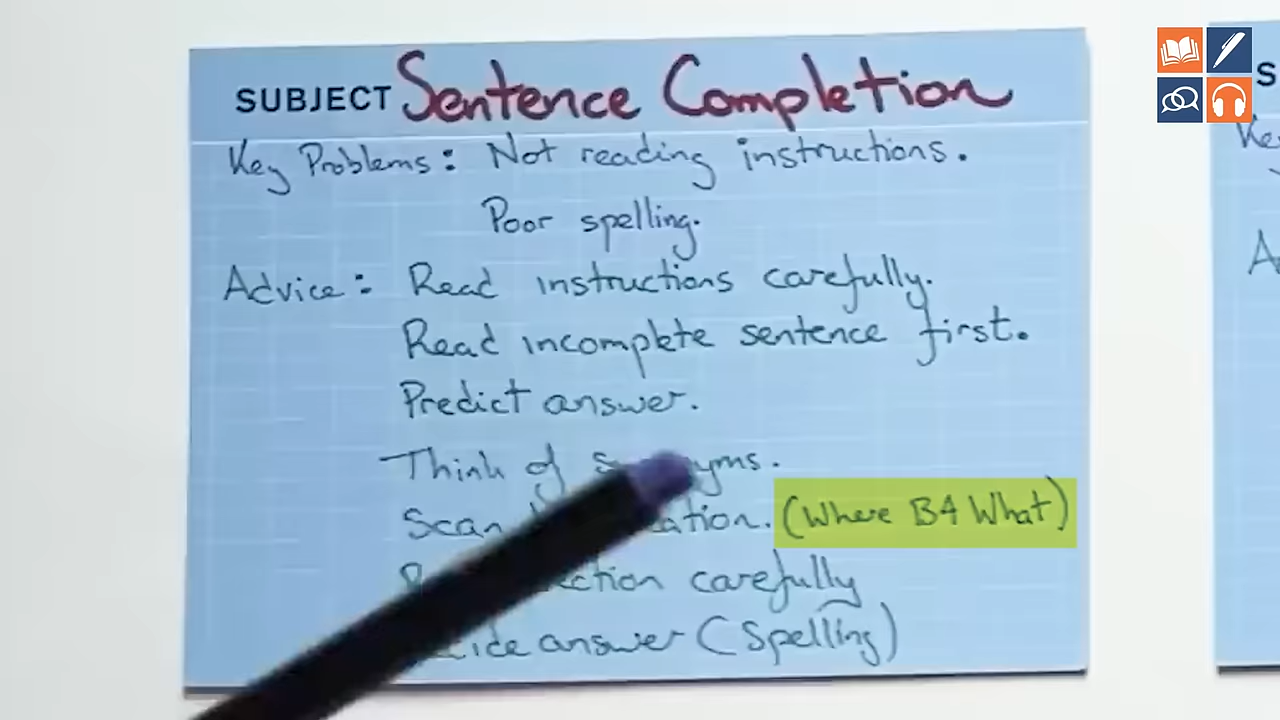 SUBJECT Sentence Completion
Key Problems: Not reading instructions.
Poor spelling.
Advice: Read instructions carefully.
Read incomplete sentence first.
Predict answer.
Think of
Scan (Where B4 What)
carefully
answer (Spelling)